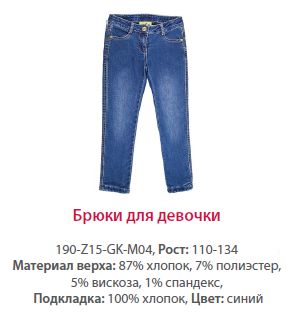 Брюки для девочки
190-Z15-GK-M04, Рост: 110-134
Материал верха: 87% хлопок, 7% полиэстер,
5% вискоза, 1% спандекс,
Подкладка: 100% хлопок, Цвет: синий